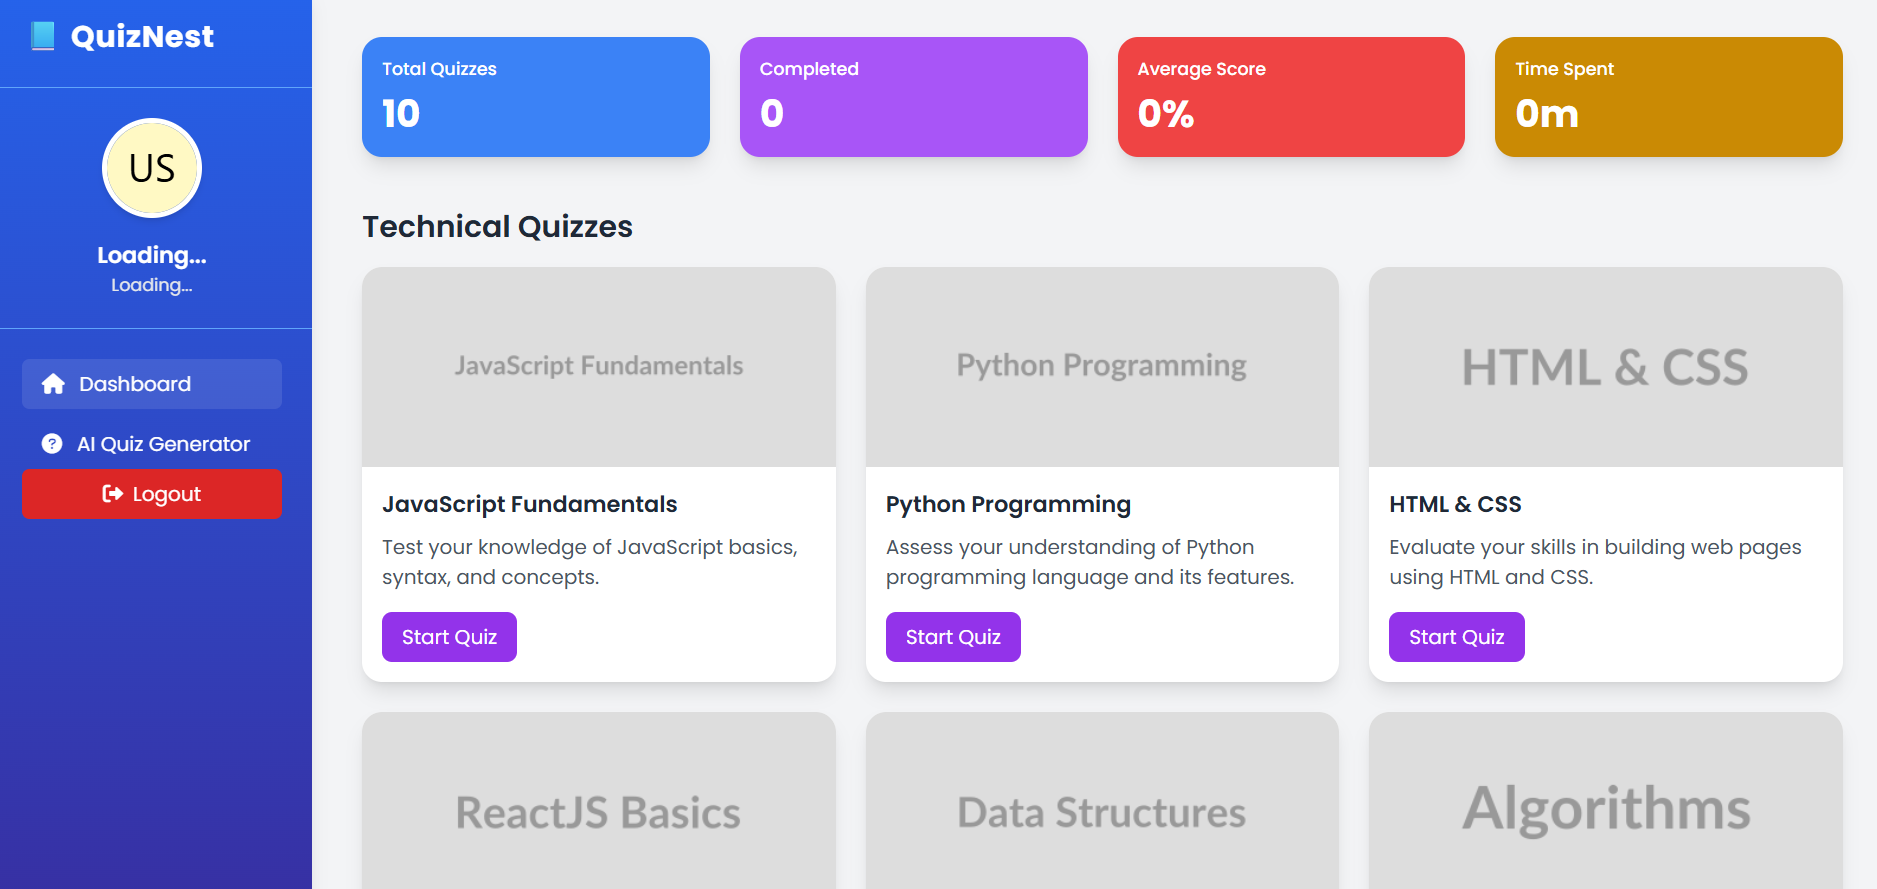 QuizNest
US
Loading...
Loading...
Dashboard
AI Quiz Generator
Logout
Total Quizzes
10
Completed
0
Average Score
0%
Time Spent
0m
Technical Quizzes
JavaScript Fundamentals
JavaScript Fundamentals
Test your knowledge of JavaScript basics,
syntax, and concepts.
Start Quiz
Python Programming
Python Programming
Assess your understanding of Python
programming language and its features.
Start Quiz
HTML & CSS
HTML & CSS
Evaluate your skills in building web pages
using HTML and CSS.
Start Quiz
ReactJS Basics
Data Structures
Algorithms